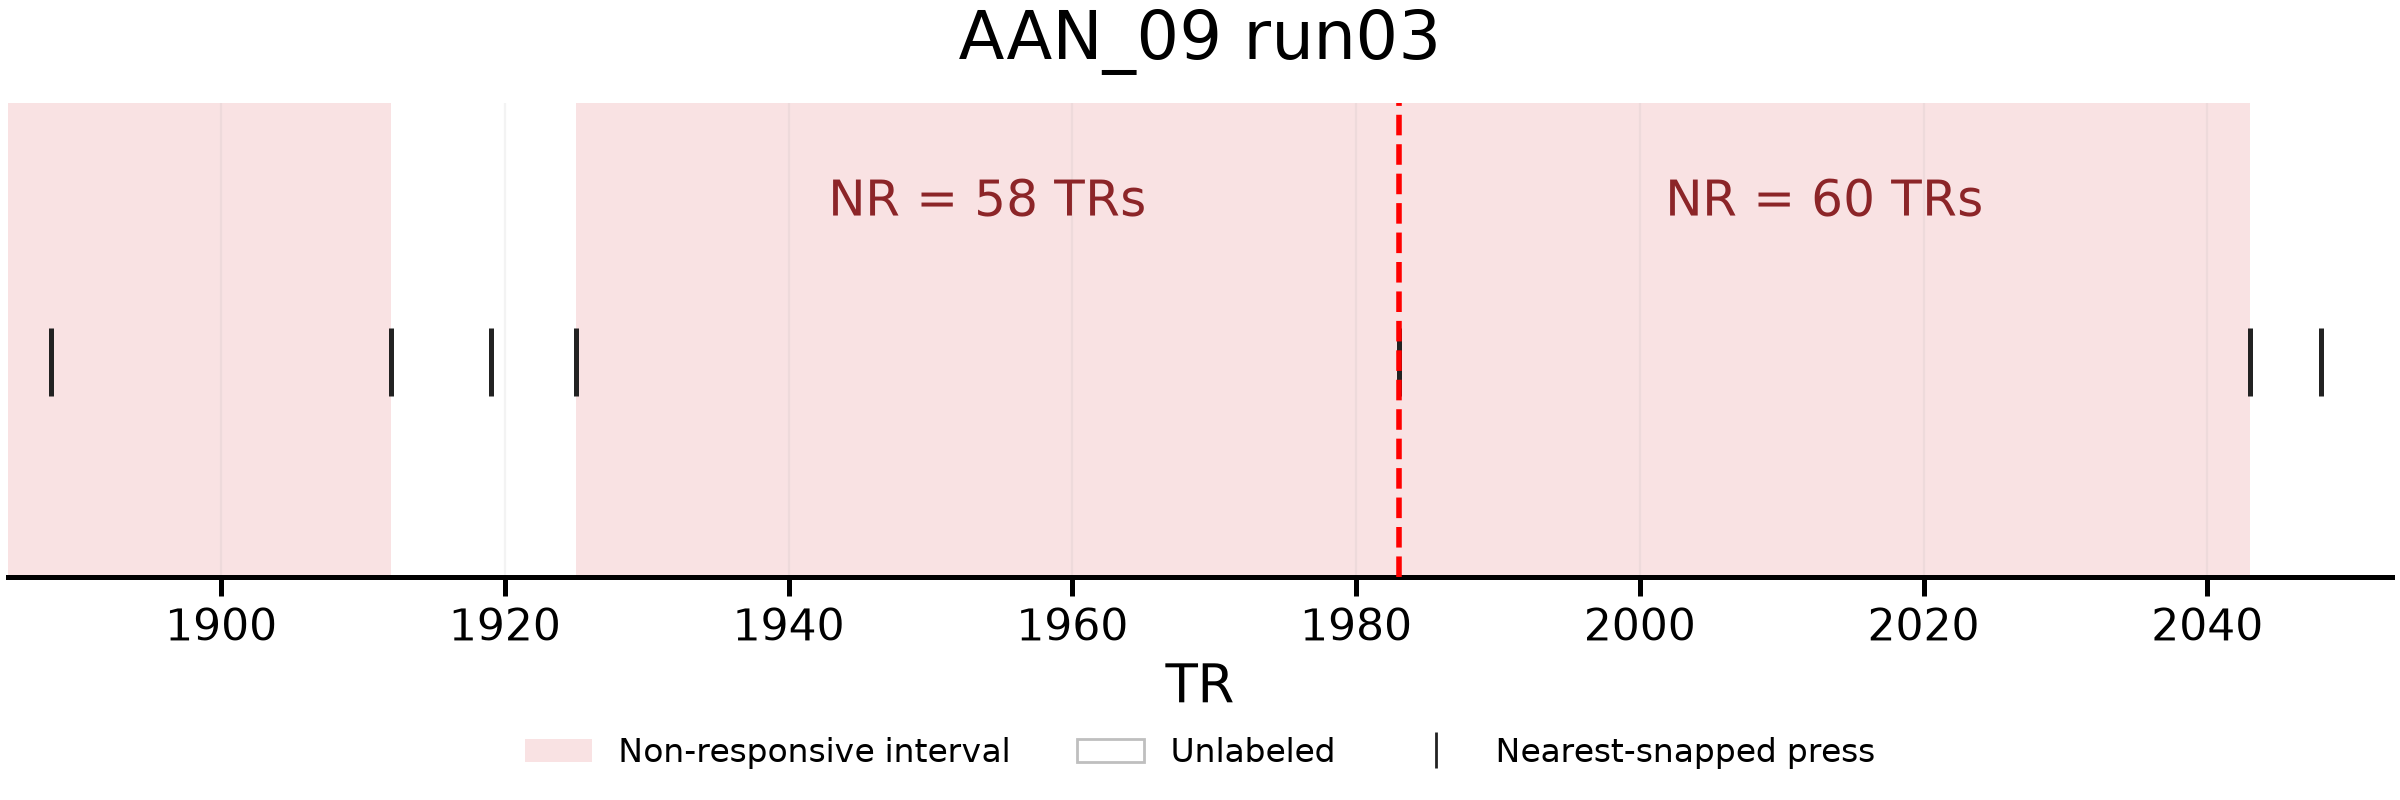 AAN_09 run03
NR = 58 TRs NR = 60 TRs
1900 1920 1940 1960 1980 2000 2020 2040
TR
Non-responsive interval Unlabeled Nearest-snapped press